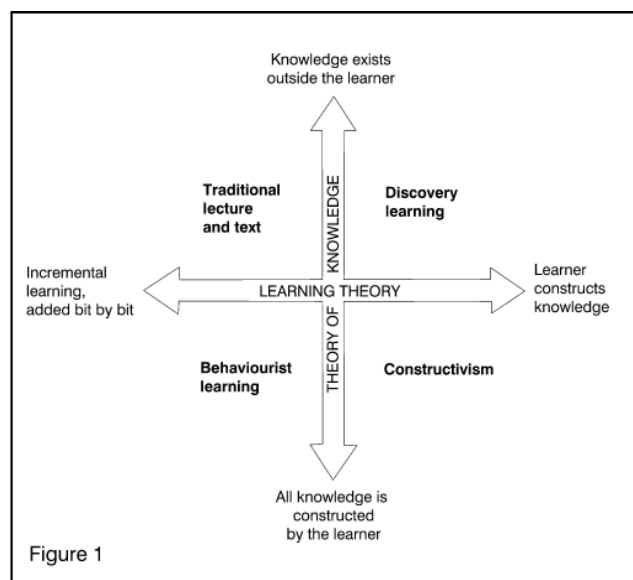 Knowledge exists
outside the learner
Traditional
lecture
and text
Discovery
learning
Incremental
learning,
added bit by bit
LEARNING THEORY
THEORY OF KNOWLEDGE
Learner
constructs
knowledge
Behaviourist
learning
Constructivism
All knowledge is
constructed
by the learner
Figure 1